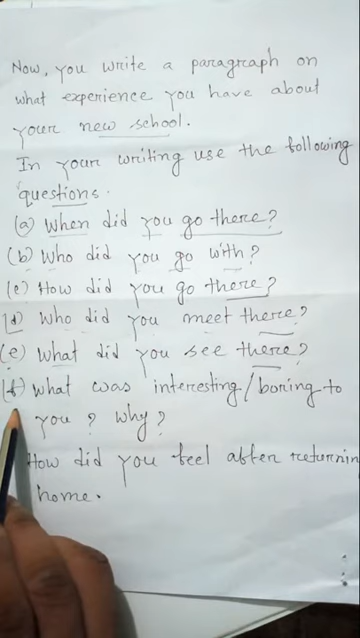 Now, you write a paragraph on
what experience you have about
your new school.
In your writing use the following
questions.
(a) When did you go there?
(b) Who did you go with?
(c) How did you go there?
(d) Who did you meet there?
(e) What did you see there?
(f) What was interesting/boring to
you? Why?
How did you feel after returnin
home.